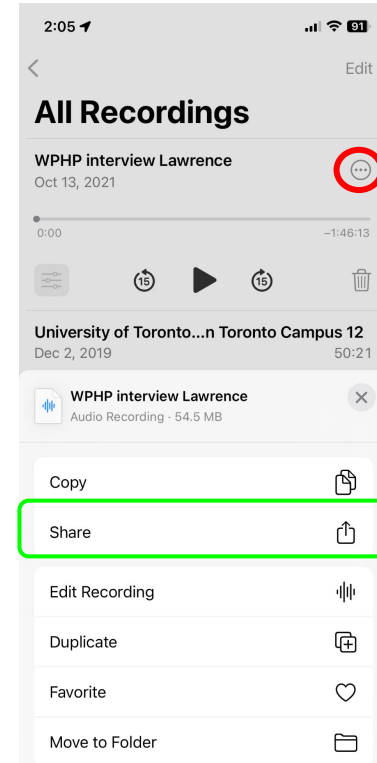 2:05
91
Edit
All Recordings
WPHP interview Lawrence
Oct 13, 2021
0:00 −1:46:13
15 15
University of Toronto...n Toronto Campus 12
Dec 2, 2019 50:21
WPHP interview Lawrence
Audio Recording · 54.5 MB
Copy
Share
Edit Recording
Duplicate
Favorite
Move to Folder